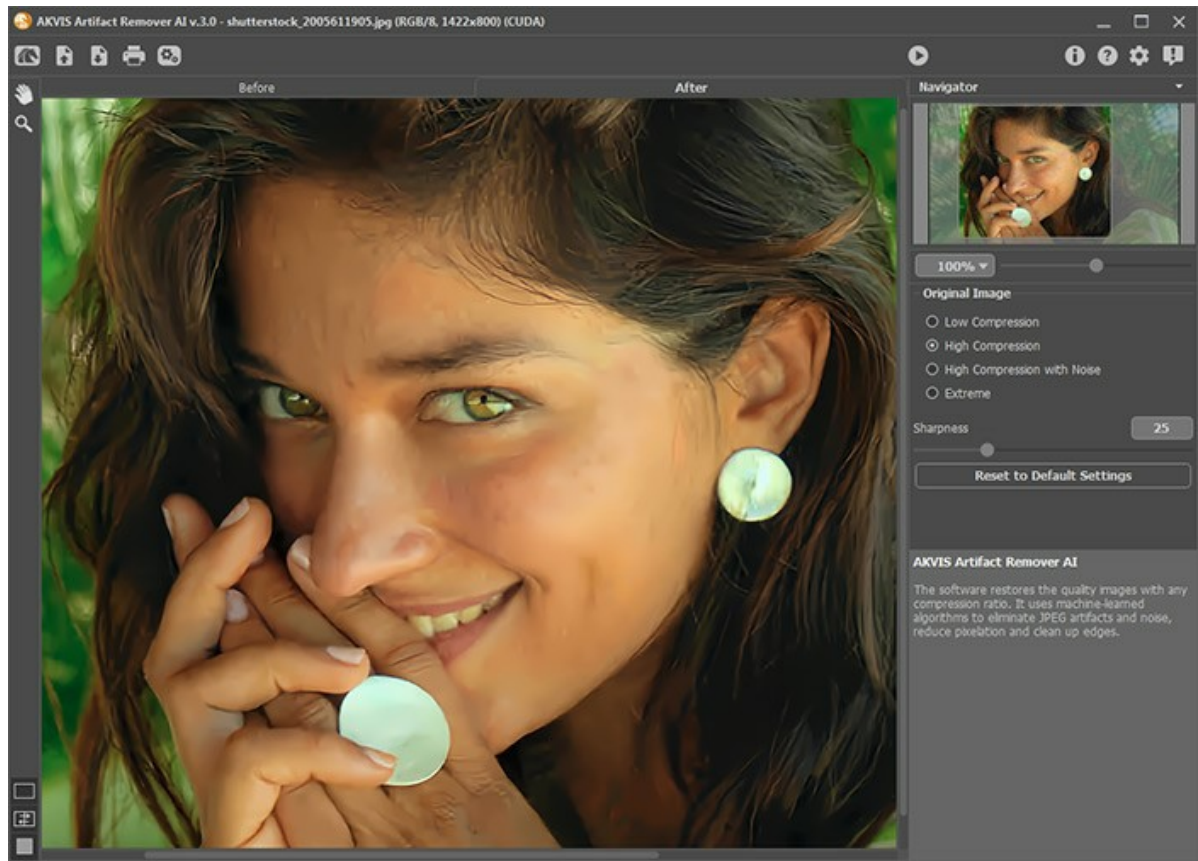 AKVIS Artifact Remover AI v.3.0 - shutterstock_2005611905.jpg (RGB/8, 1422x800) (CUDA)
Before
After
Navigator
100%
Original Image
Low Compression
High Compression
High Compression with Noise
Extreme
Sharpness
25
Reset to Default Settings
AKVIS Artifact Remover AI
The software restores the quality images with any
compression ratio. It uses machine-learned
algorithms to eliminate JPEG artifacts and noise,
reduce pixelation and clean up edges.